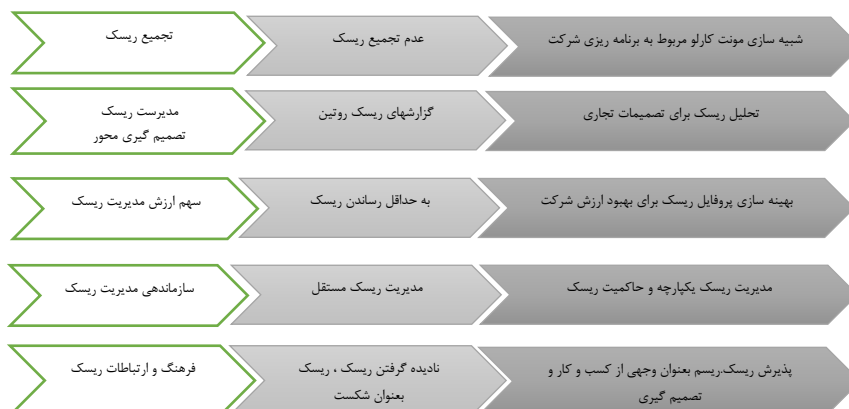 تجمیع ریسک
عدم تجمیع ریسک
شبیه سازی مونت کارلو مربوط به برنامه ریزی شرکت
مدیرست ریسک
تصمیم گیری محور
گزارشهای ریسک روتین
تحلیل ریسک برای تصمیمات تجاری
سهم ارزش مدیریت ریسک
به حداقل رساندن ریسک
بهینه سازی پروفایل ریسک برای بهبود ارزش شرکت
سازماندهی مدیریت ریسک
مدیریت ریسک مستقل
مدیریت ریسک یکپارچه و حاکمیت ریسک
فرهنگ و ارتباطات ریسک
نادیده گرفتن ریسک ، ریسک
بعنوان شکست
پذیرش ریسک.ریسم بعنوان وجهی از کسب و کار و
تصمیم گیری